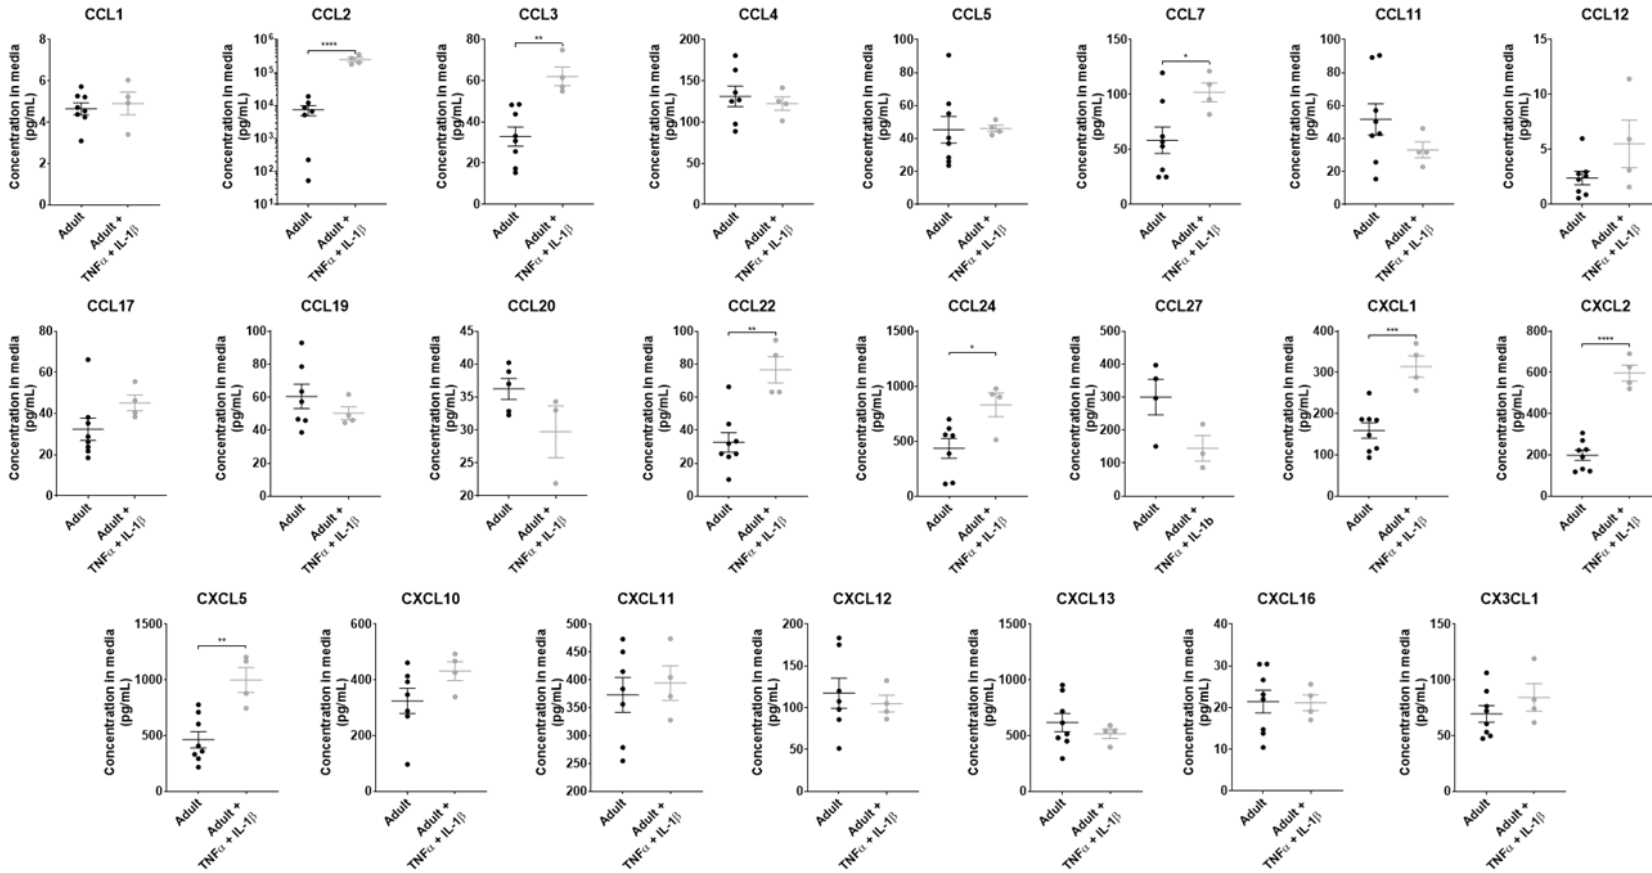 CCL1 CCL2 CCL3 CCL4 CCL5 CCL7 CCL11 CCL12
Concentration in media (pg/mL) 0 2 4 6 8 Adult Adult + TNFα + IL-1β
Concentration in media (pg/mL) 10^1 10^2 10^3 10^4 10^5 10^6 **** Adult Adult + TNFα + IL-1β
Concentration in media (pg/mL) 0 20 40 60 80 ** Adult Adult + TNFα + IL-1β
Concentration in media (pg/mL) 0 50 100 150 200 Adult Adult + TNFα + IL-1β
Concentration in media (pg/mL) 0 20 40 60 80 100 Adult Adult + TNFα + IL-1β
Concentration in media (pg/mL) 0 50 100 150 * Adult Adult + TNFα + IL-1β
Concentration in media (pg/mL) 0 20 40 60 80 100 Adult Adult + TNFα + IL-1β
Concentration in media (pg/mL) 0 5 10 15 Adult Adult + TNFα + IL-1β
CCL17 CCL19 CCL20 CCL22 CCL24 CCL27 CXCL1 CXCL2
Concentration in media (pg/mL) 0 20 40 60 80 Adult Adult + TNFα + IL-1β
Concentration in media (pg/mL) 0 20 40 60 80 100 Adult Adult + TNFα + IL-1β
Concentration in media (pg/mL) 20 25 30 35 40 45 Adult Adult + TNFα + IL-1β
Concentration in media (pg/mL) 0 20 40 60 80 100 ** Adult Adult + TNFα + IL-1β
Concentration in media (pg/mL) 0 500 1000 1500 * Adult Adult + TNFα + IL-1β
Concentration in media (pg/mL) 0 100 200 300 400 500 Adult Adult + TNFα + IL-1b
Concentration in media (pg/mL) 0 100 200 300 400 *** Adult Adult + TNFα + IL-1β
Concentration in media (pg/mL) 0 200 400 600 800 **** Adult Adult + TNFα + IL-1β
CXCL5 CXCL10 CXCL11 CXCL12 CXCL13 CXCL16 CX3CL1
Concentration in media (pg/mL) 0 500 1000 1500 ** Adult Adult + TNFα + IL-1β
Concentration in media (pg/mL) 0 200 400 600 Adult Adult + TNFα + IL-1β
Concentration in media (pg/mL) 200 250 300 350 400 450 500 Adult Adult + TNFα + IL-1β
Concentration in media (pg/mL) 0 50 100 150 200 Adult Adult + TNFα + IL-1β
Concentration in media (pg/mL) 0 500 1000 1500 Adult Adult + TNFα + IL-1β
Concentration in media (pg/mL) 0 10 20 30 40 Adult Adult + TNFα + IL-1β
Concentration in media (pg/mL) 0 50 100 150 Adult Adult + TNFα + IL-1β